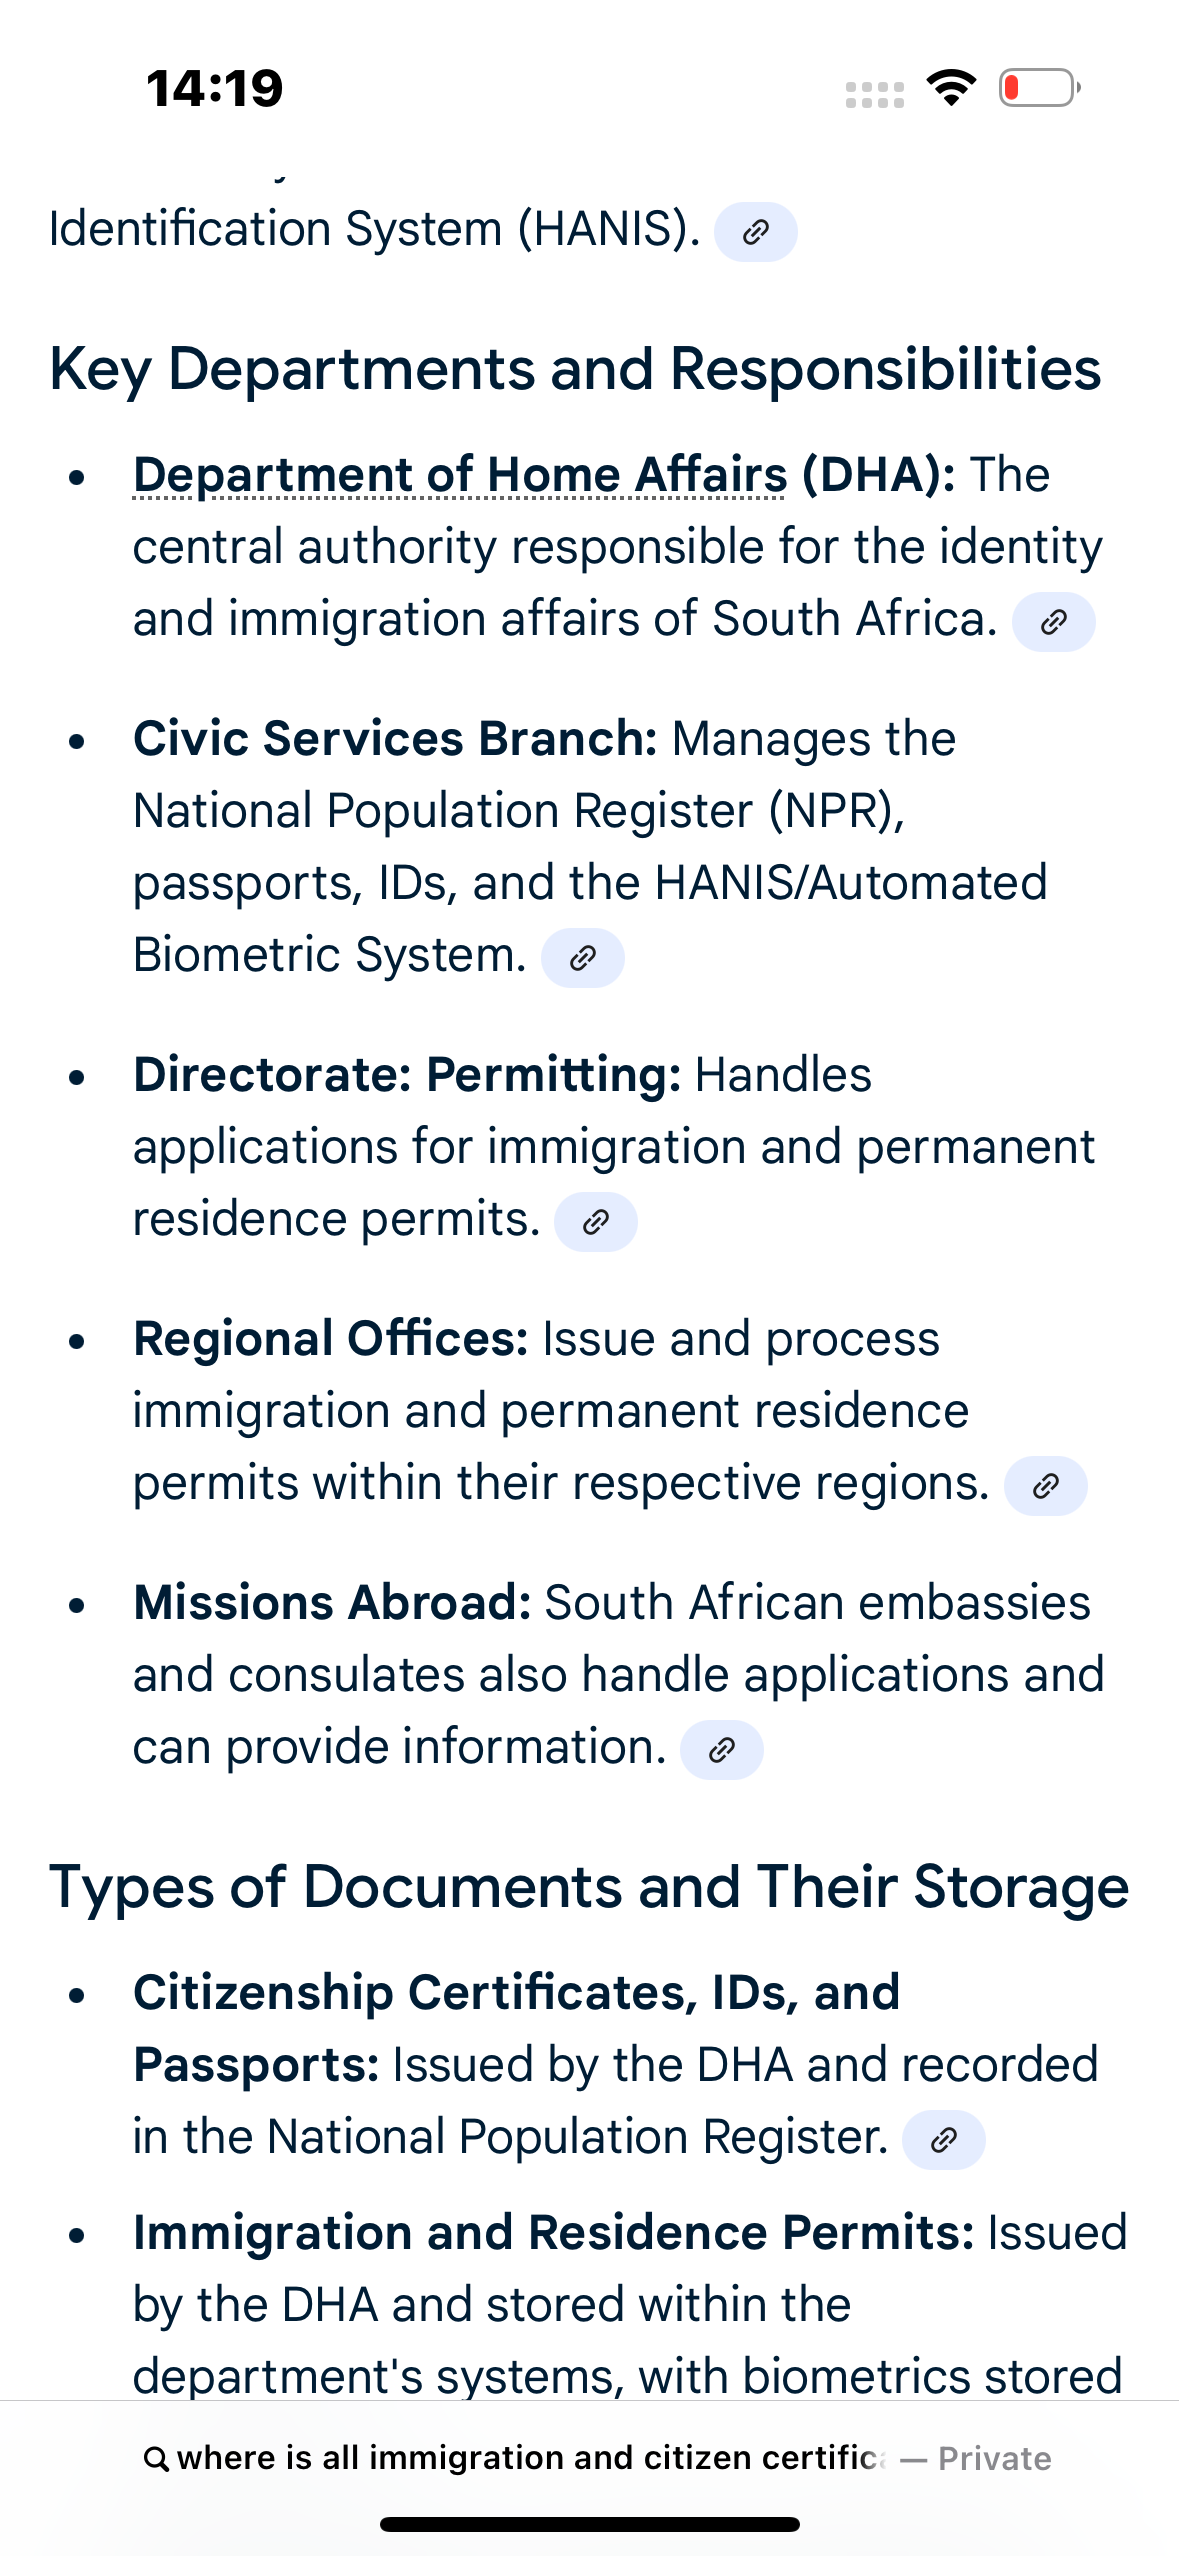 14:19
Identification System (HANIS).
Key Departments and Responsibilities
• Department of Home Affairs (DHA): The
central authority responsible for the identity
and immigration affairs of South Africa.
• Civic Services Branch: Manages the
National Population Register (NPR),
passports, IDs, and the HANIS/Automated
Biometric System.
• Directorate: Permitting: Handles
applications for immigration and permanent
residence permits.
• Regional Offices: Issue and process
immigration and permanent residence
permits within their respective regions.
• Missions Abroad: South African embassies
and consulates also handle applications and
can provide information.
Types of Documents and Their Storage
• Citizenship Certificates, IDs, and
Passports: Issued by the DHA and recorded
in the National Population Register.
• Immigration and Residence Permits: Issued
by the DHA and stored within the
department's systems, with biometrics stored
where is all immigration and citizen certific — Private